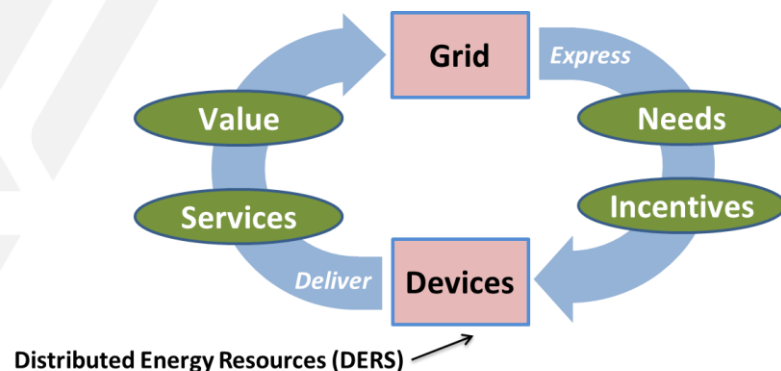 Grid
Express
Value
Needs
Services
Incentives
Deliver
Devices
Distributed Energy Resources (DERS)